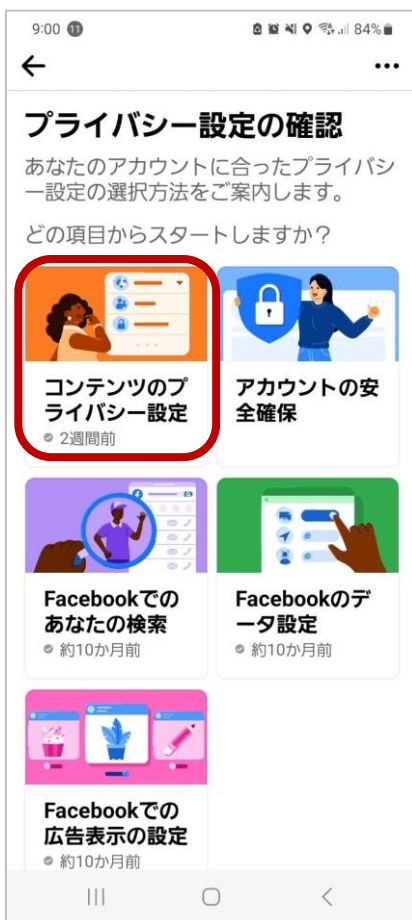 9:00 11 84%
プライバシー設定の確認
あなたのアカウントに合ったプライバシ
ー設定の選択方法をご案内します。
どの項目からスタートしますか？
コンテンツのプ
ライバシー設定
2週間前
アカウントの安
全確保
Facebookでの
あなたの検索
約10か月前
Facebookのデ
ータ設定
約10か月前
Facebookでの
広告表示の設定
約10か月前